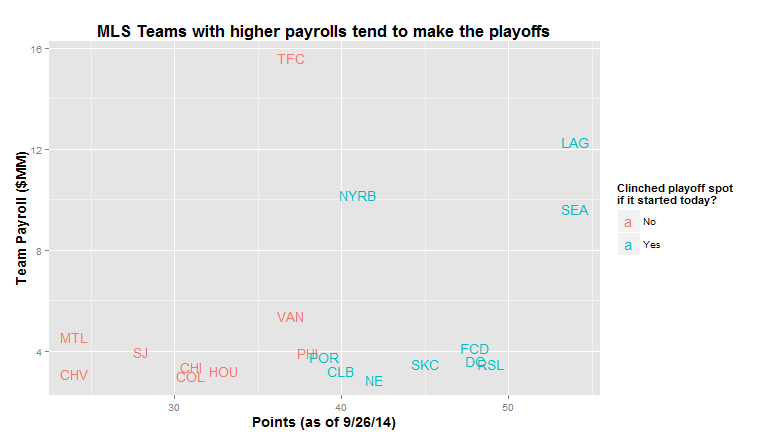 MLS Teams with higher payrolls tend to make the playoffs
16
TFC
LAG
12
NYRB
SEA
Team Payroll ($MM)
8
VAN
MTL
SJ
PHI
POR
FCD
DC
RSL
SKC
4
CHI
COL
HOU
CHV
CLB
NE
30
40
50
Points (as of 9/26/14)
Clinched playoff spot
if it started today?
a No
a Yes